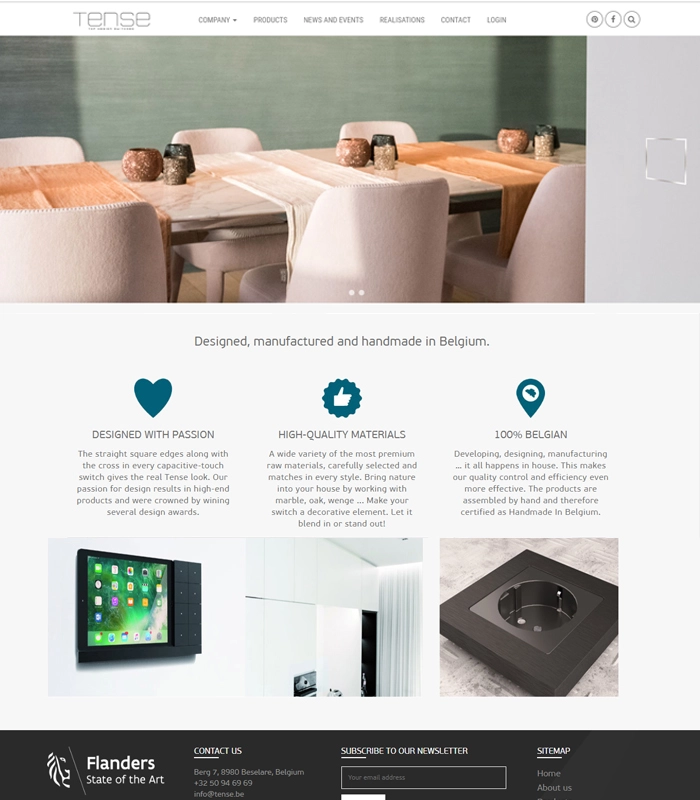 Tense
COMPANY
PRODUCTS
NEWS AND EVENTS
REALISATIONS
CONTACT
LOGIN
Designed, manufactured and handmade in Belgium.
DESIGNED WITH PASSION
The straight square edges along with
the cross in every capacitive-touch
switch gives the real Tense look. Our
passion for design results in high-end
products and were crowned by wining
several design awards.
HIGH-QUALITY MATERIALS
A wide variety of the most premium
raw materials, carefully selected and
matches in every style. Bring nature
into your house by working with
marble, oak, wenge ... Make your
switch a decorative element. Let it
blend in or stand out!
100% BELGIAN
Developing, designing, manufacturing
... it all happens in house. This makes
our quality control and efficiency even
more effective. The products are
assembled by hand and therefore
certified as Handmade In Belgium.
Flanders
State of the Art
CONTACT US
Berg 7, 8980 Beselare, Belgium
+32 50 94 69 69
info@tense.be
SUBSCRIBE TO OUR NEWSLETTER
Your email address
SITEMAP
Home
About us